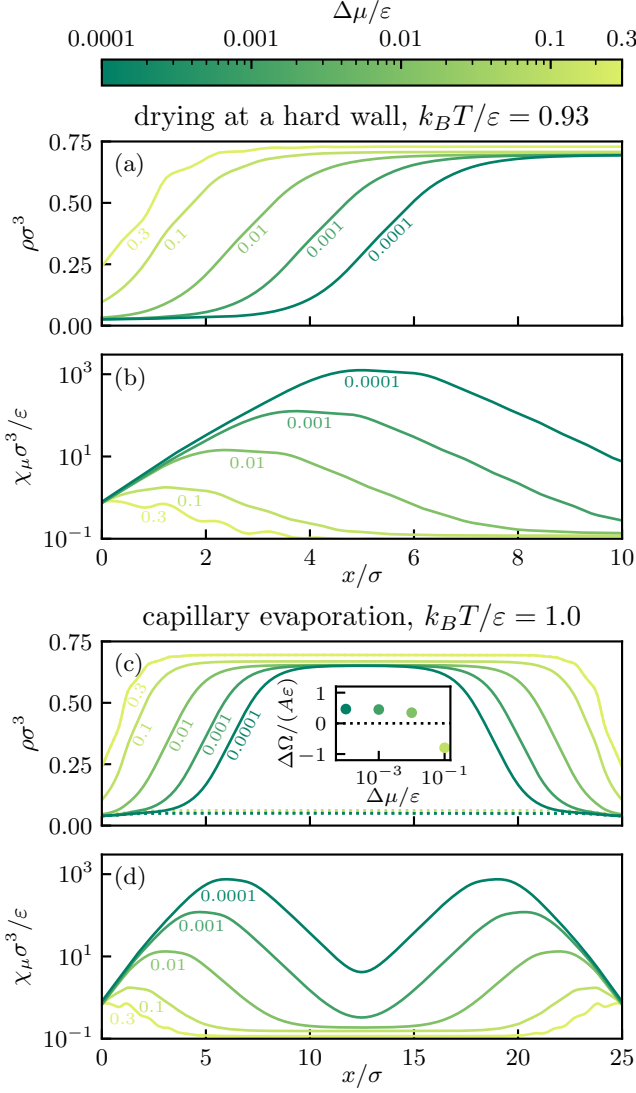 Δμ/ε
0.0001 0.001 0.01 0.1 0.3
drying at a hard wall, k_BT/ε = 0.93
(a)
ρσ³
0.75
0.50
0.25
0.00
0.3
0.1
0.01
0.001
0.0001
(b)
χ_μσ³/ε
10³
10¹
10⁻¹
0.0001
0.001
0.01
0.1
0.3
0 2 4 6 8 10
x/σ
capillary evaporation, k_BT/ε = 1.0
(c)
ρσ³
0.75
0.50
0.25
0.00
0.3
0.1
0.01
0.001
0.0001
ΔΩ/(Aε)
1
0
−1
10⁻³ 10⁻¹
Δμ/ε
(d)
χ_μσ³/ε
10³
10¹
10⁻¹
0.0001
0.001
0.01
0.1
0.3
0 5 10 15 20 25
x/σ